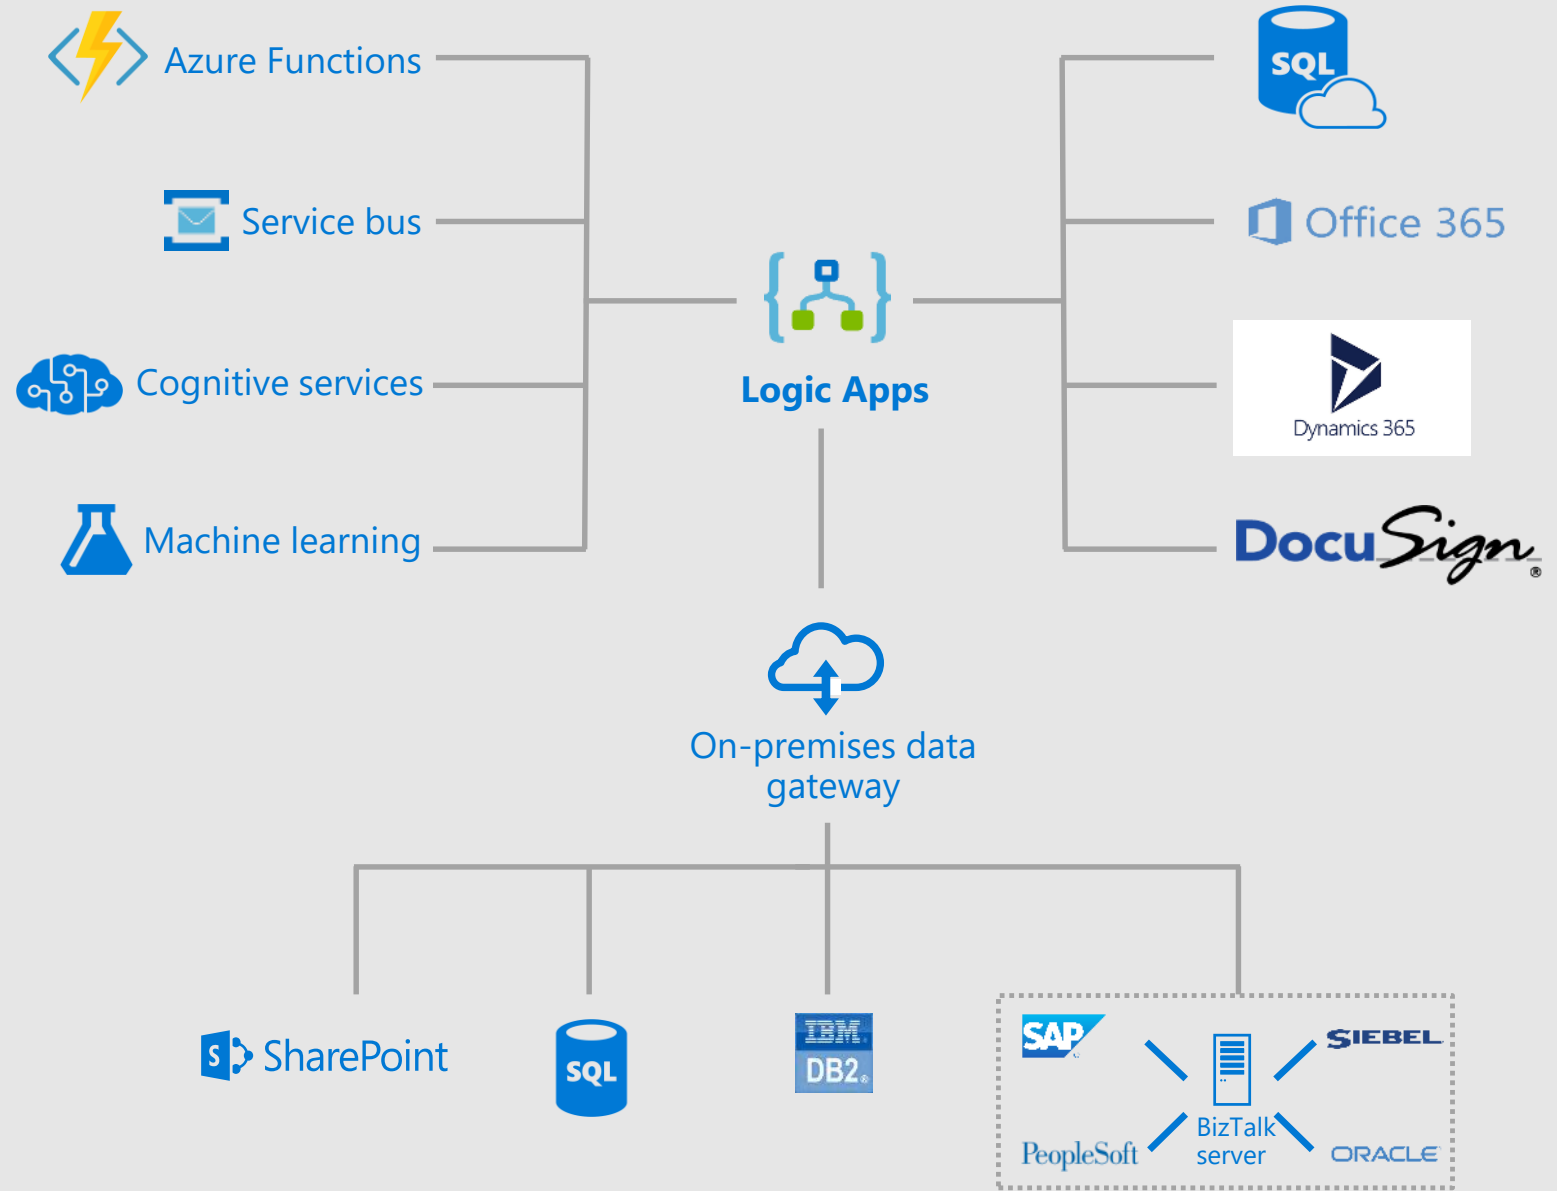 Azure Functions
SQL
Service bus
Office 365
Cognitive services
Logic Apps
Dynamics 365
Machine learning
DocuSign®
On-premises data
gateway
S SharePoint
SQL
IBM.
DB2®
SAP
SIEBEL
BizTalk
server
PeopleSoft
ORACLE